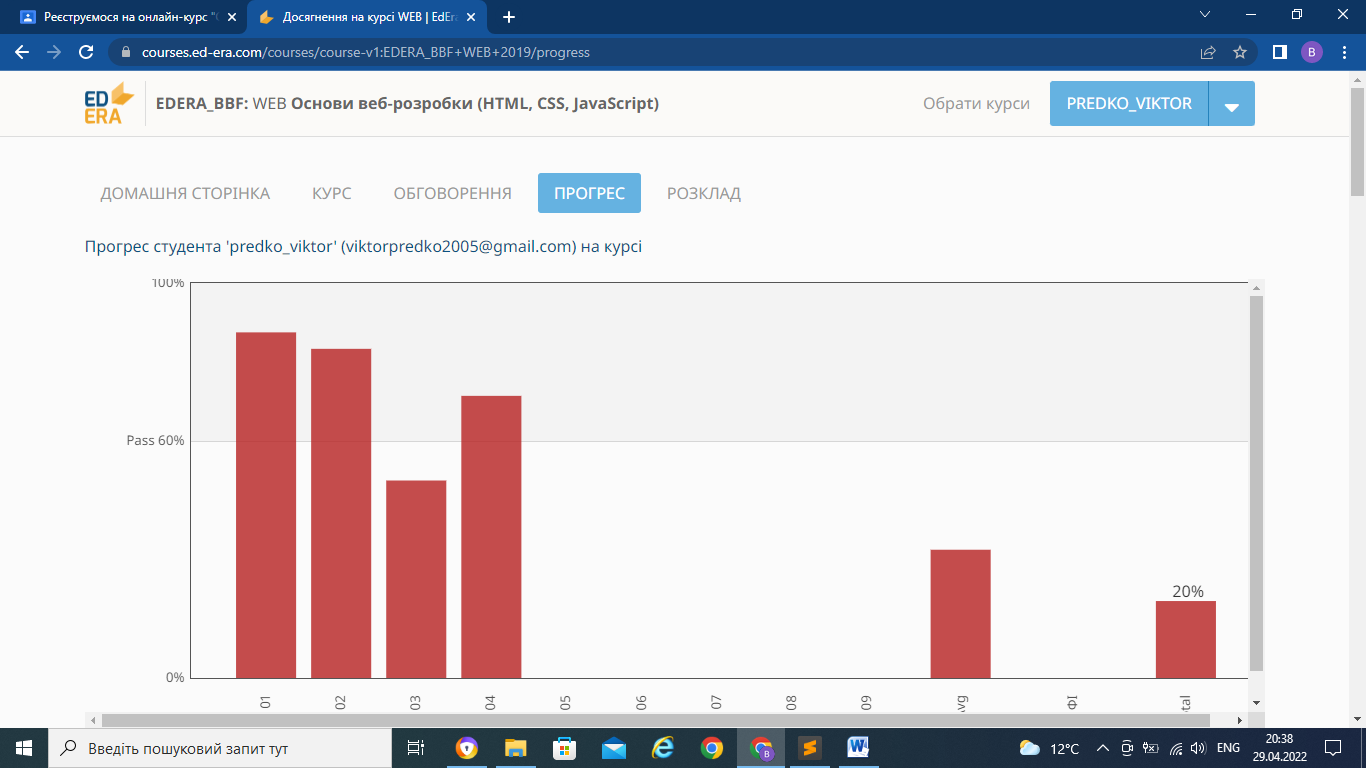 Реєструємося на онлайн-курс "
Досягнення на курсі WEB | EdEra
courses.ed-era.com/courses/course-v1:EDERA_BBF+WEB+2019/progress
B
ED
ERA
EDERA_BBF: WEB Основи веб-розробки (HTML, CSS, JavaScript)
Обрати курси
PREDKO_VIKTOR
ДОМАШНЯ СТОРІНКА
КУРС
ОБГОВОРЕННЯ
ПРОГРЕС
РОЗКЛАД
Прогрес студента 'predko_viktor' (viktorpredko2005@gmail.com) на курсі
100%
Pass 60%
0%
20%
01
02
03
04
05
06
07
08
09
Avg
ФІ
otal
Введіть пошуковий запит тут
12°C
ENG
20:38
29.04.2022